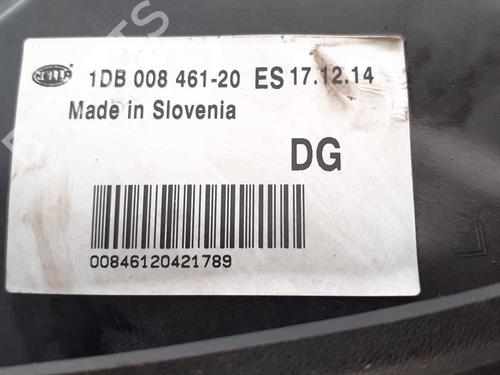 HELLA 1DB 008 461-20 ES 17.12.14
Made in Slovenia
DG
00846120421789
L